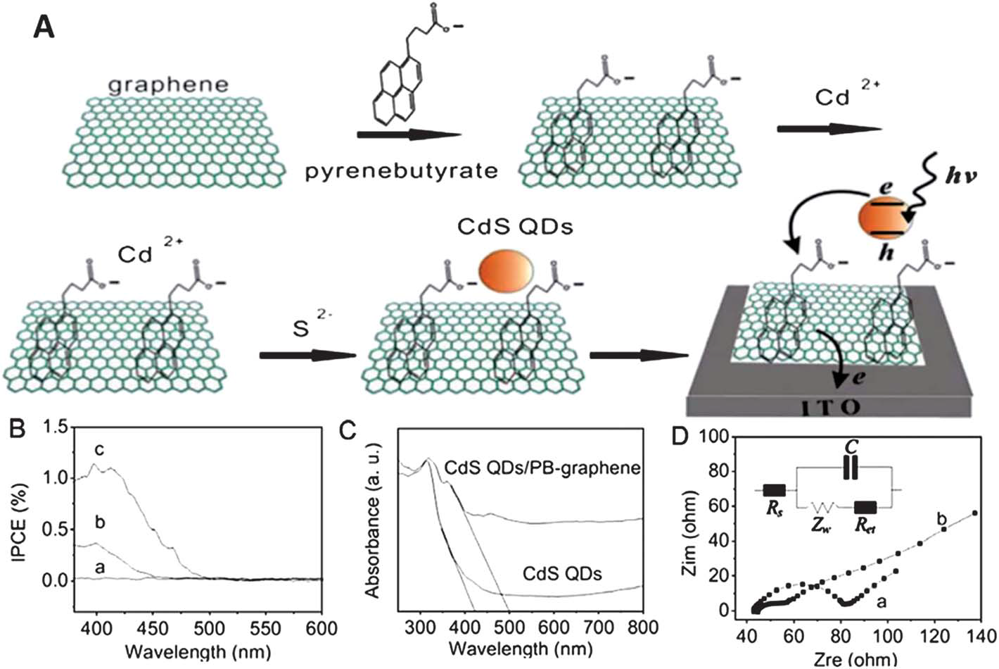 A
graphene
pyrenebutyrate
Cd 2+
hν
e
h
Cd 2+
S 2-
CdS QDs
e
ITO
B
IPCE (%)
1.5
1.0
0.5
0.0
c
b
a
400 450 500 550 600
Wavelength (nm)
C
Absorbance (a. u.)
CdS QDs/PB-graphene
CdS QDs
300 400 500 600 700 800
Wavelength (nm)
D
Zim (ohm)
100
80
60
40
20
0
C
Rs
Zw
Ret
b
a
40 60 80 100 120 140
Zre (ohm)